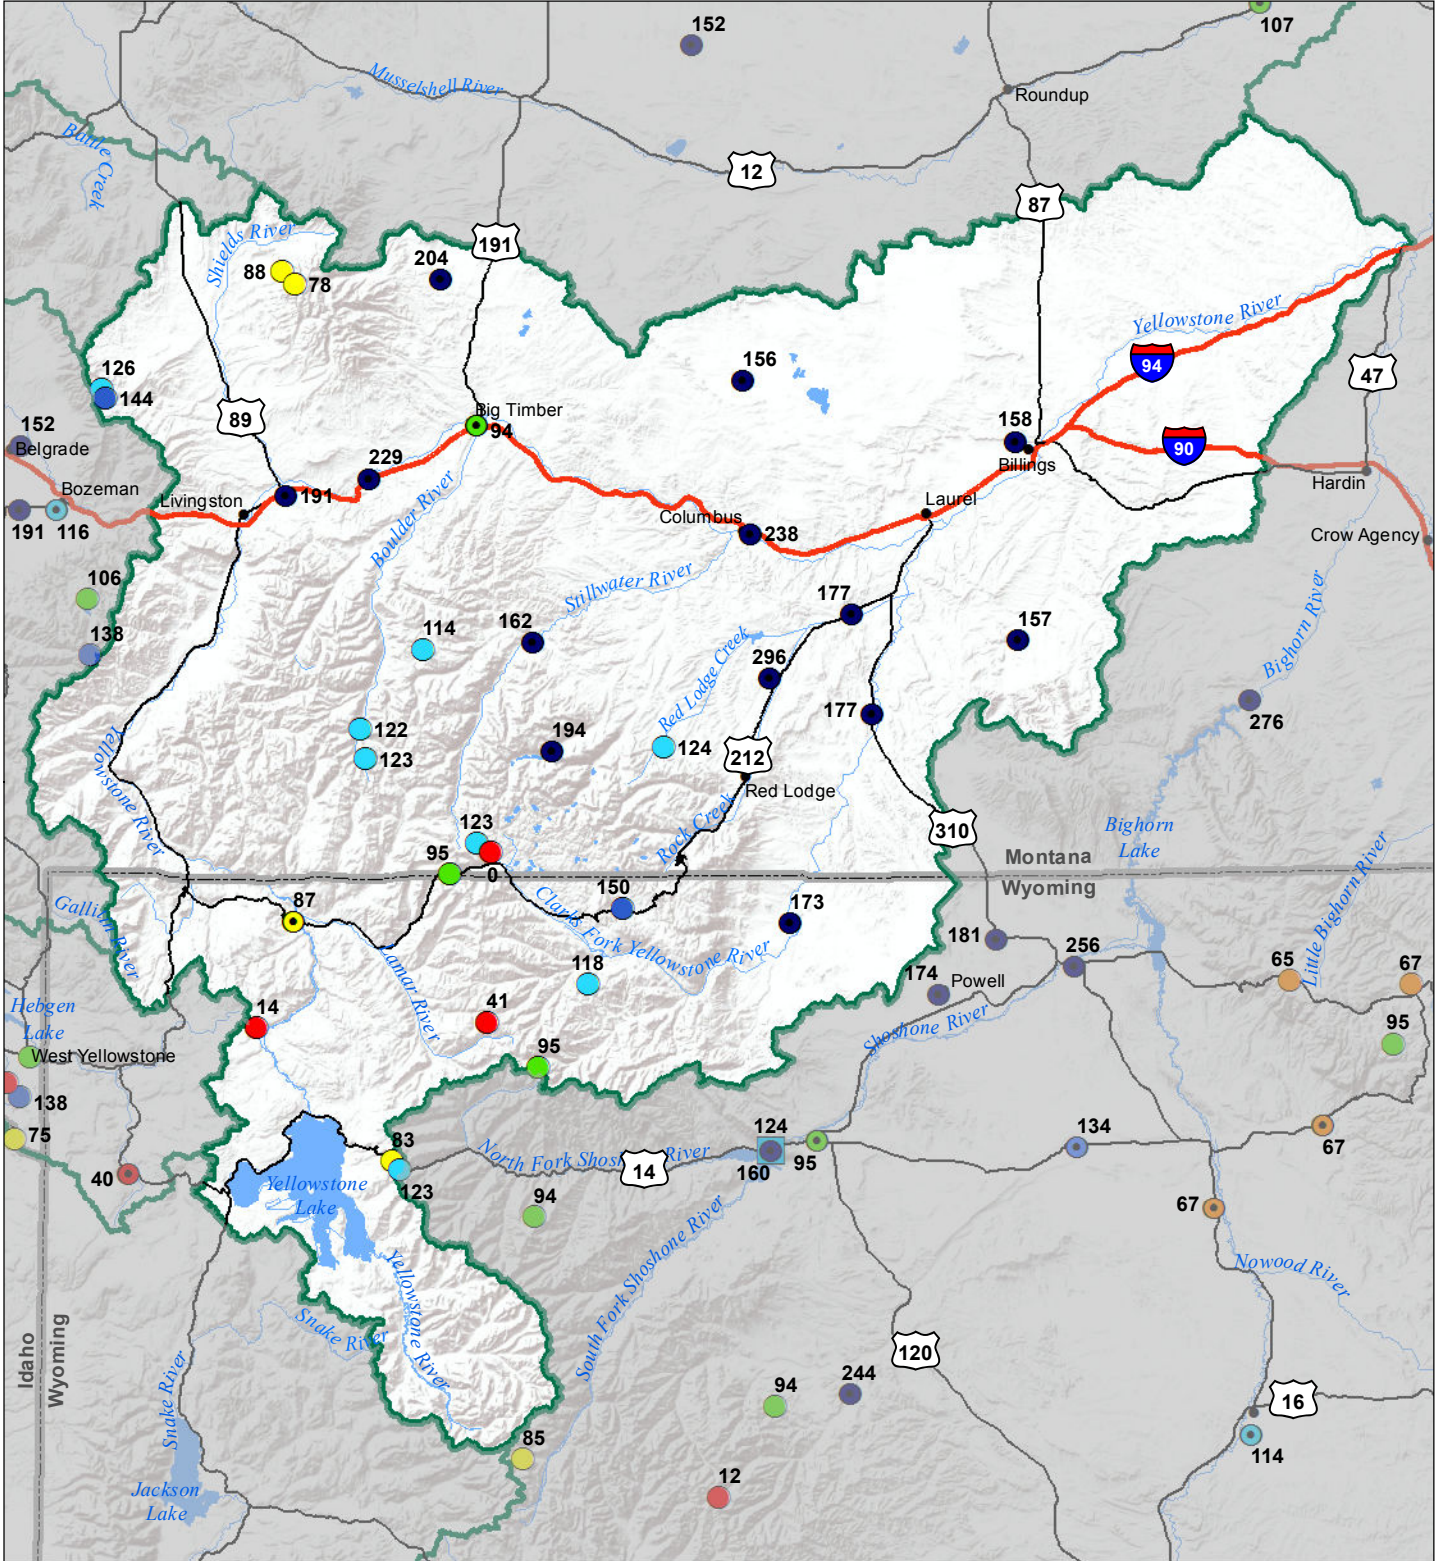 152
107
Musselshell River
Roundup
Battle Creek
12
87
191
Shields River
204
88
78
Yellowstone River
94
156
47
126
144
89
Big Timber
94
152
Belgrade
158
90
Billings
229
Bozeman
Livingston
191
Hardin
191
116
Boulder River
Columbus
238
Laurel
Crow Agency
106
Stillwater River
177
138
114
162
157
Red Lodge Creek
296
Bighorn River
177
276
122
194
124
123
212
Yellowstone River
Red Lodge
123
Rock Creek
310
Bighorn
Lake
95
0
Montana
Wyoming
Little Bighorn River
87
150
173
Gallatin River
Clarks Fork Yellowstone River
181
256
Lamar River
118
65
67
174
Powell
Hebgen
Lake
14
41
Shoshone River
95
West Yellowstone
95
138
75
83
North Fork Shoshone River
124
134
67
160
95
14
40
Yellowstone
Lake
123
94
67
South Fork Shoshone River
Yellowstone River
Nowood River
Snake River
Idaho
Wyoming
120
Snake River
94
244
16
85
114
12
Jackson
Lake